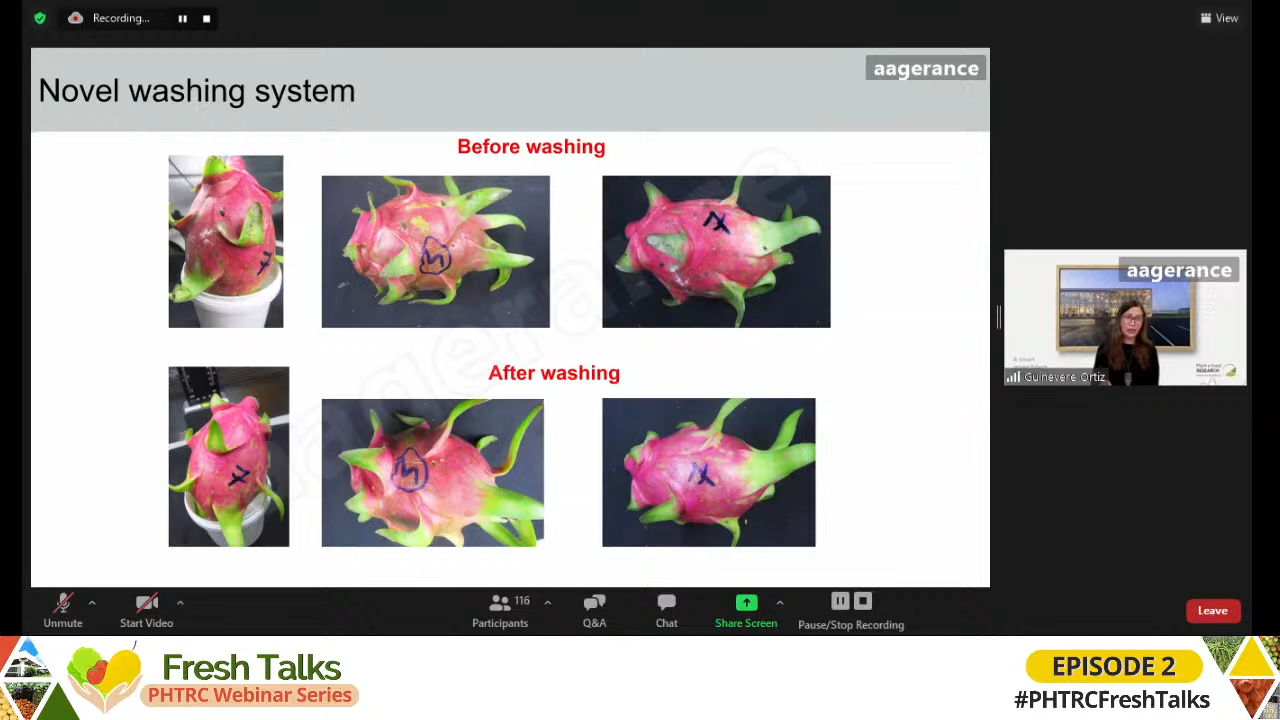 Recording...
View
Novel washing system
aagerance
Before washing
After washing
aagerance
Guinevere Ortiz
Unmute
Start Video
116
Participants
Q&A
Chat
Share Screen
Pause/Stop Recording
Leave
Fresh Talks
PHTRC Webinar Series
EPISODE 2
#PHTRCFreshTalks